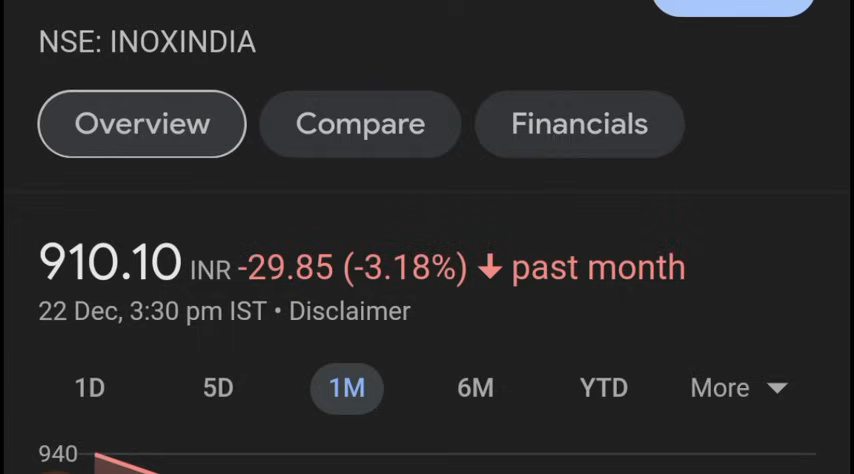 NSE: INOXINDIA
Overview Compare Financials
910.10 INR -29.85 (-3.18%) ↓ past month
22 Dec, 3:30 pm IST • Disclaimer
1D 5D 1M 6M YTD More
940